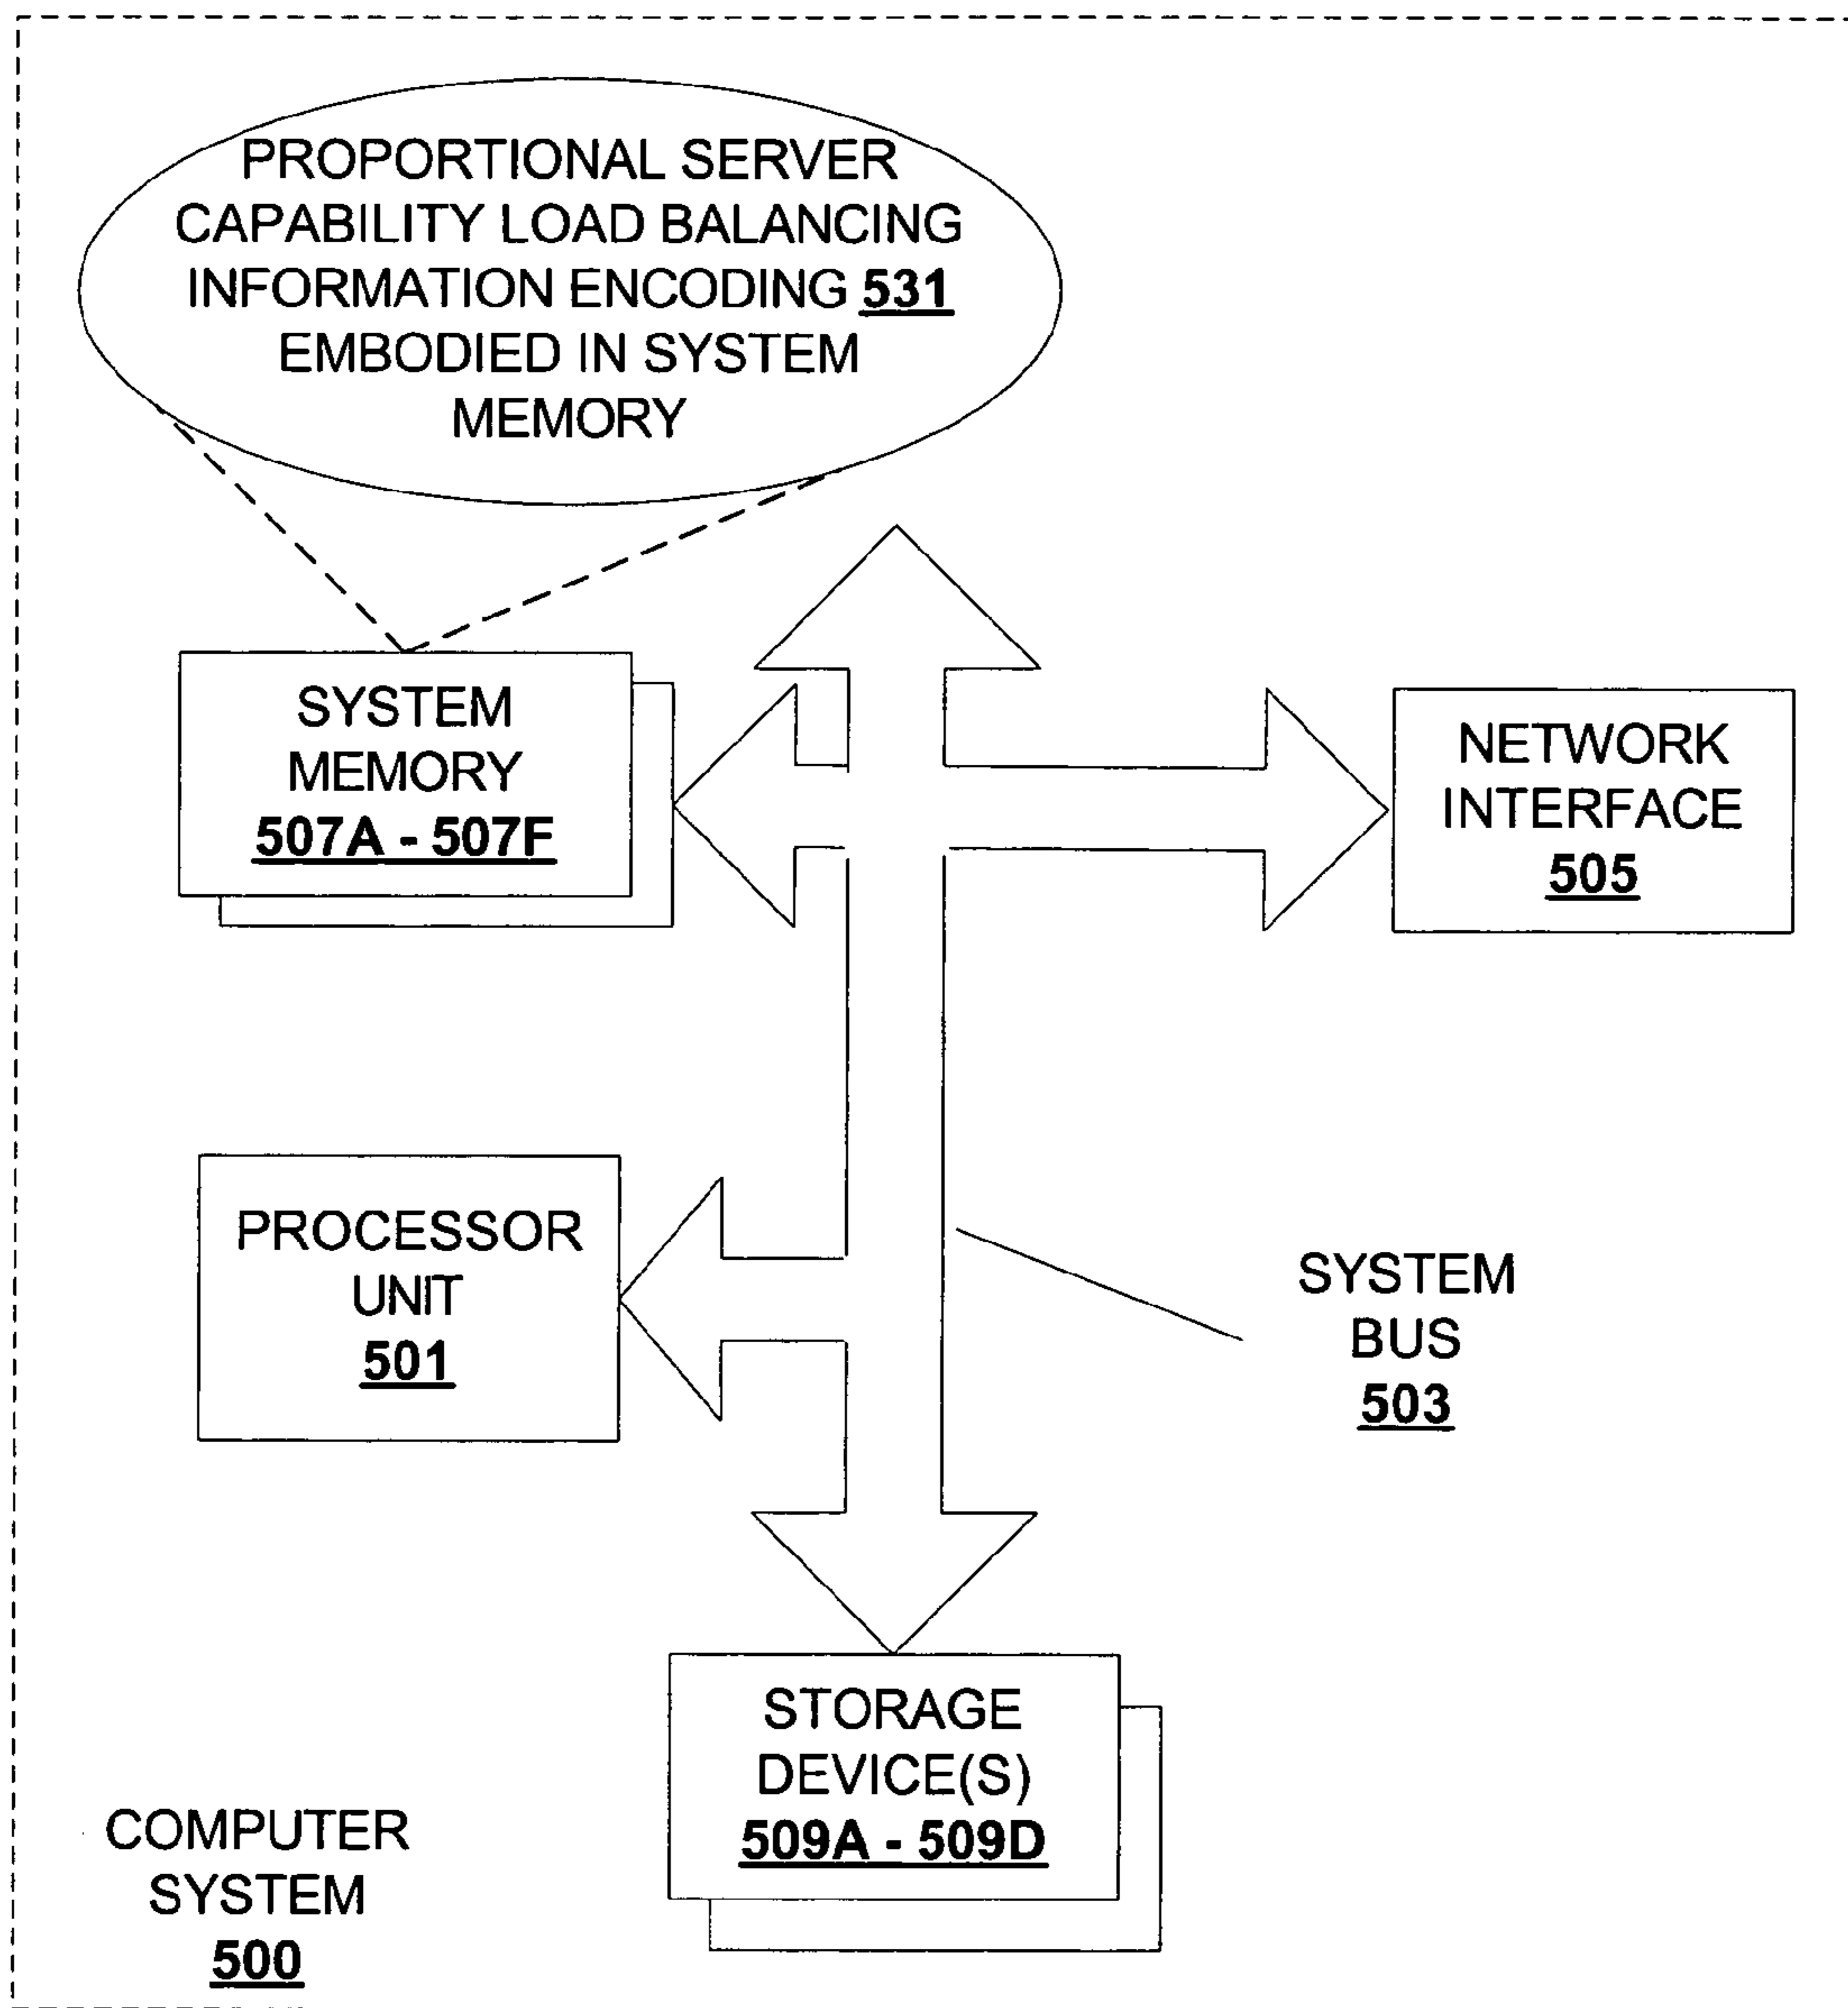 PROPORTIONAL SERVER
CAPABILITY LOAD BALANCING
INFORMATION ENCODING 531
EMBODIED IN SYSTEM
MEMORY
SYSTEM
MEMORY
507A - 507F
NETWORK
INTERFACE
505
PROCESSOR
UNIT
501
SYSTEM
BUS
503
STORAGE
DEVICE(S)
509A - 509D
COMPUTER
SYSTEM
500